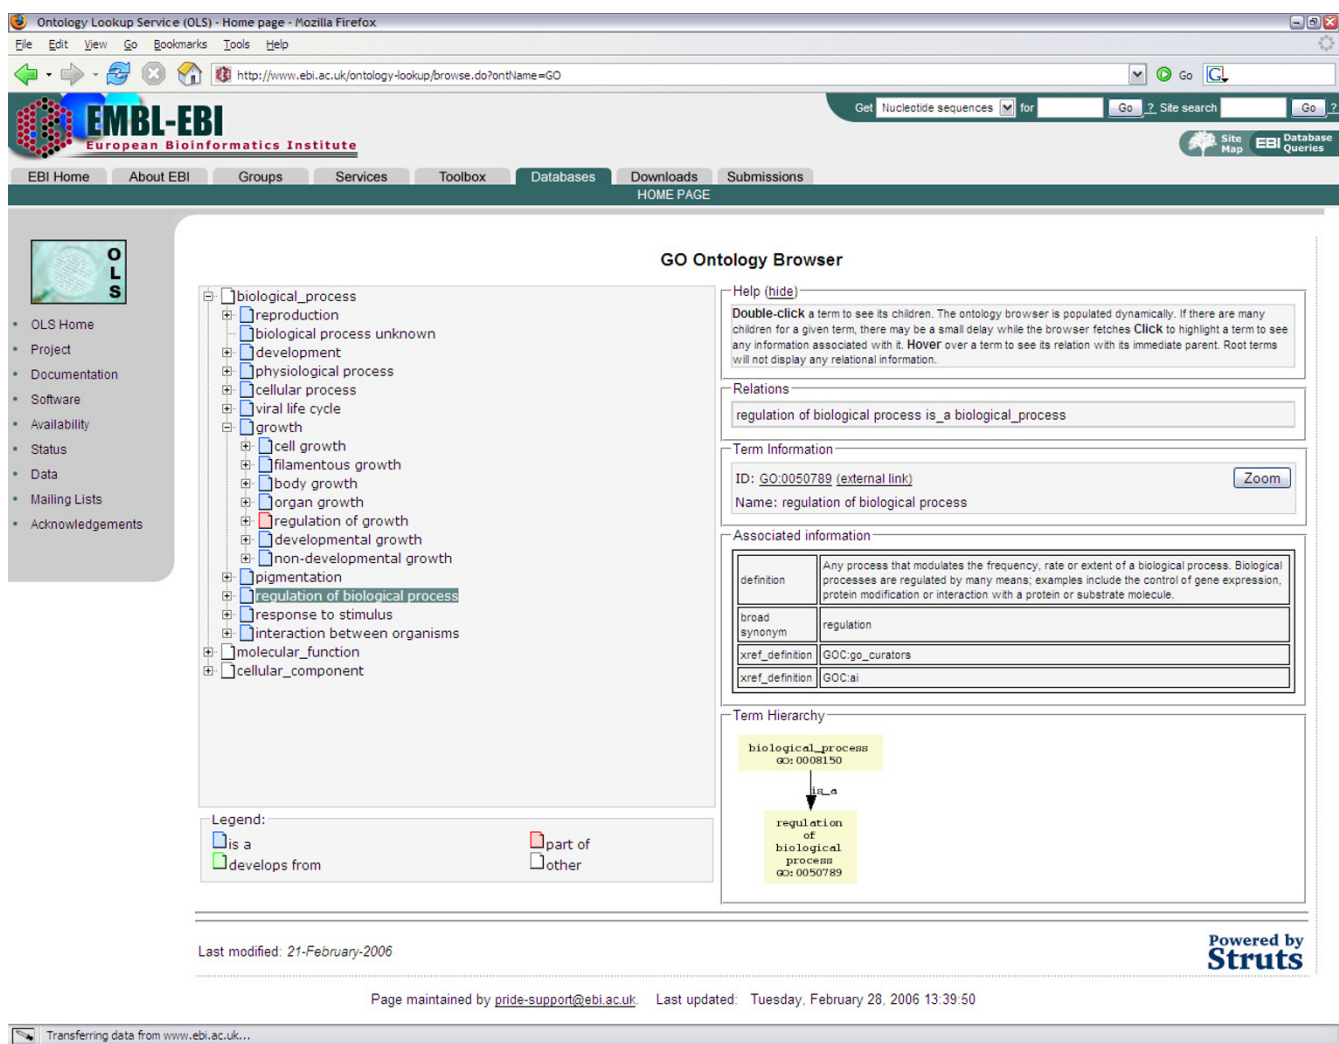 Ontology Lookup Service (OLS) - Home page - Mozilla Firefox
File Edit View Go Bookmarks Tools Help
http://www.ebi.ac.uk/ontology-lookup/browse.do?ontName=GO
Go
G
EMBL-EBI
European Bioinformatics Institute
Get Nucleotide sequences for Go ? Site search Go ?
Site Map
EBI Database Queries
EBI Home About EBI Groups Services Toolbox Databases Downloads Submissions
HOME PAGE
OLS
OLS Home
Project
Documentation
Software
Availability
Status
Data
Mailing Lists
Acknowledgements
GO Ontology Browser
biological_process
reproduction
biological process unknown
development
physiological process
cellular process
viral life cycle
growth
cell growth
filamentous growth
body growth
organ growth
regulation of growth
developmental growth
non-developmental growth
pigmentation
regulation of biological process
response to stimulus
interaction between organisms
molecular_function
cellular_component
Legend:
is a
part of
develops from
other
Help (hide)
Double-click a term to see its children. The ontology browser is populated dynamically. If there are many
children for a given term, there may be a small delay while the browser fetches Click to highlight a term to see
any information associated with it. Hover over a term to see its relation with its immediate parent. Root terms
will not display any relational information.
Relations
regulation of biological process is_a biological_process
Term Information
ID: GO:0050789 (external link)
Zoom
Name: regulation of biological process
Associated information
definition
Any process that modulates the frequency, rate or extent of a biological process. Biological
processes are regulated by many means; examples include the control of gene expression,
protein modification or interaction with a protein or substrate molecule.
broad
synonym
regulation
xref_definition GOC:go_curators
xref_definition GOC:ai
Term Hierarchy
biological_process
GO:0008150
is_a
regulation
of
biological
process
GO:0050789
Last modified: 21-February-2006
Powered by
Struts
Page maintained by pride-support@ebi.ac.uk. Last updated: Tuesday, February 28, 2006 13:39:50
Transferring data from www.ebi.ac.uk...